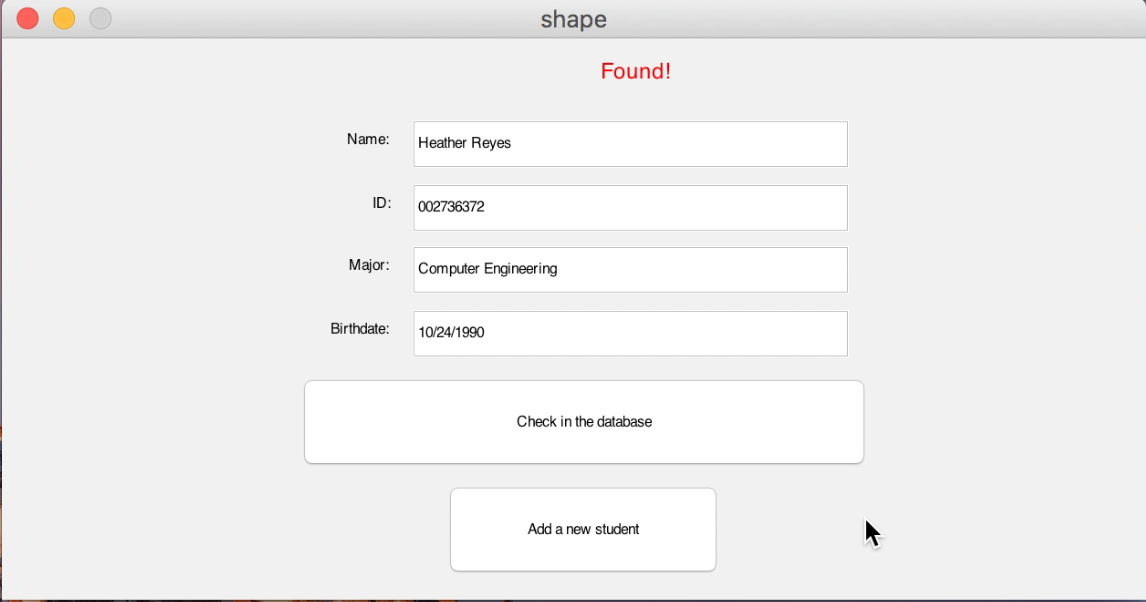 shape
Found!
Name: Heather Reyes
ID: 002736372
Major: Computer Engineering
Birthdate: 10/24/1990
Check in the database
Add a new student